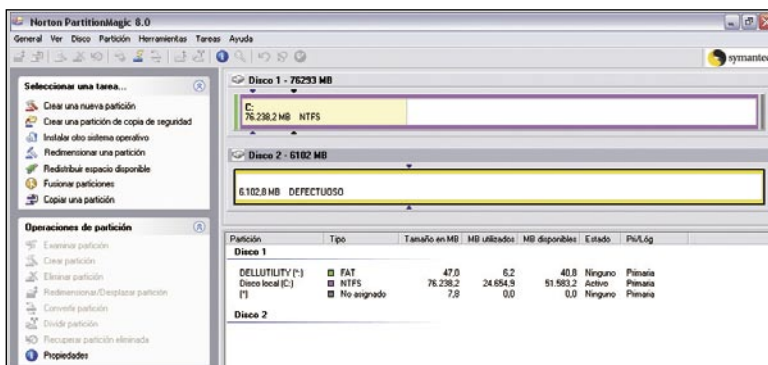 Norton PartitionMagic 8.0
General Ver Disco Partición Herramientas Tareas Ayuda
symantec
Seleccionar una tarea...
Crear una nueva partición
Crear una partición de copia de seguridad
Instalar otro sistema operativo
Redimensionar una partición
Redistribuir espacio disponible
Fusionar particiones
Copiar una partición
Operaciones de partición
Examinar partición
Crear partición
Eliminar partición
Redimensionar/Desplazar partición
Convertir partición
Dividir partición
Recuperar partición eliminada
Propiedades
Disco 1 - 76293 MB
C:
76.238,2 MB NTFS
Disco 2 - 6102 MB
6.102,8 MB DEFECTUOSO
Partición Tipo Tamaño en MB MB utilizados MB disponibles Estado Pri/Lóg
Disco 1
DELLUTILITY (*:) FAT 47,0 6,2 40,8 Ninguno Primaria
Disco local (C:) NTFS 76.238,2 24.654,9 51.583,2 Activo Primaria
(*) No asignado 7,8 0,0 0,0 Ninguno Primaria
Disco 2